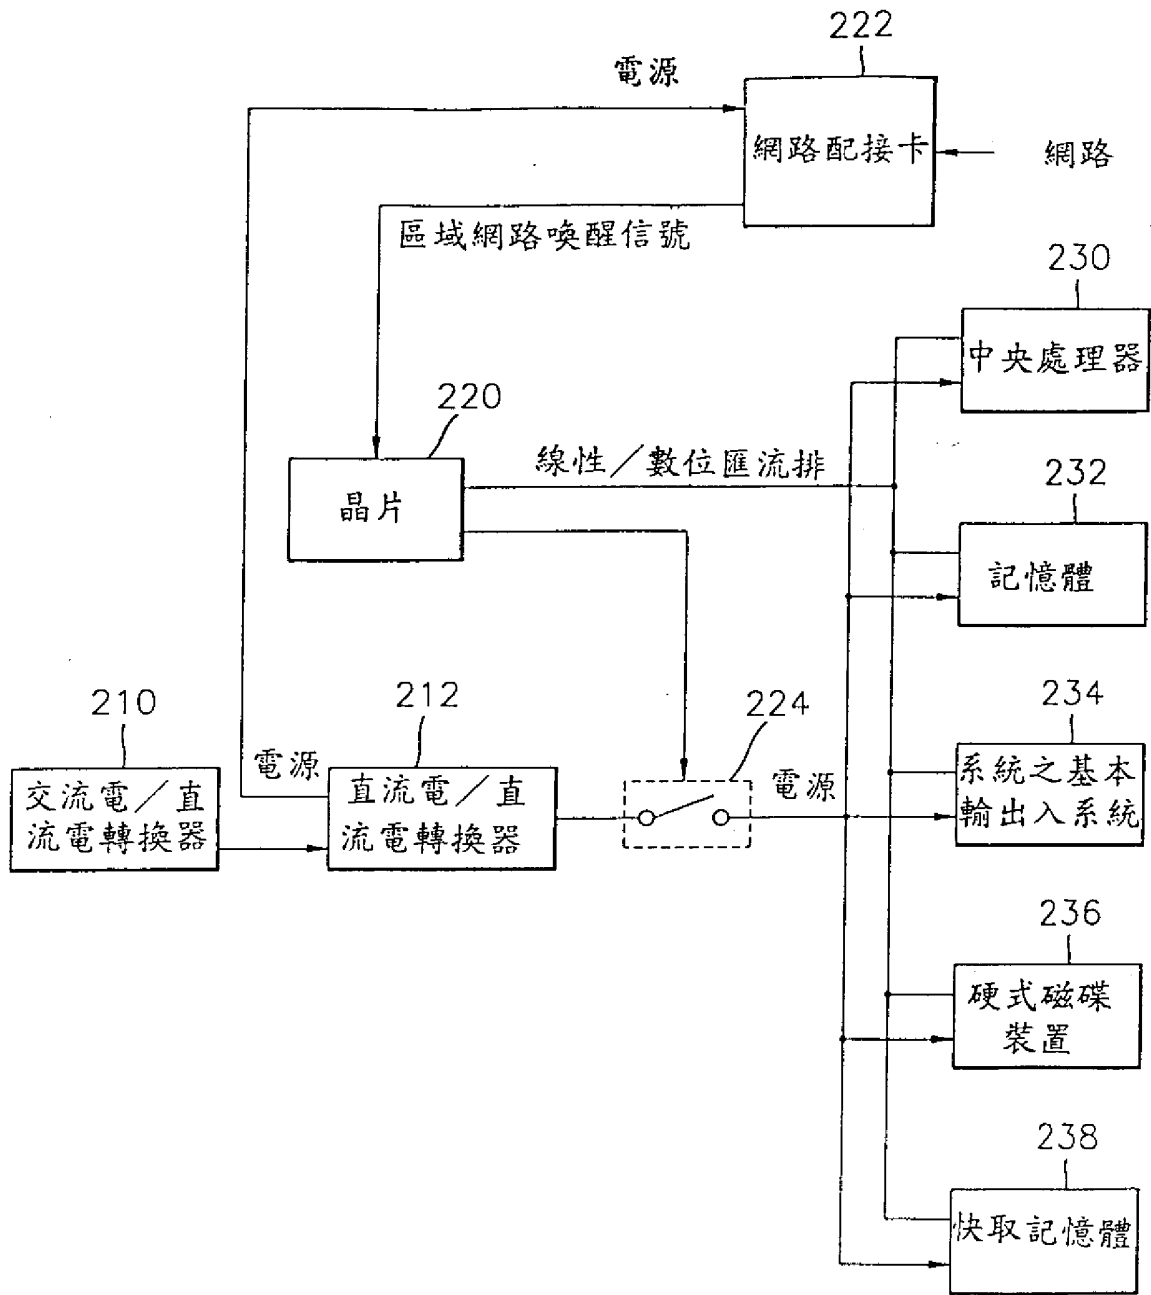 222
電源
網路配接卡
網路
區域網路喚醒信號
230
中央處理器
220
線性／數位匯流排
晶片
232
記憶體
210
212
224
234
電源
電源
交流電／直
流電轉換器
直流電／直
流電轉換器
系統之基本
輸出入系統
236
硬式磁碟
裝置
238
快取記憶體